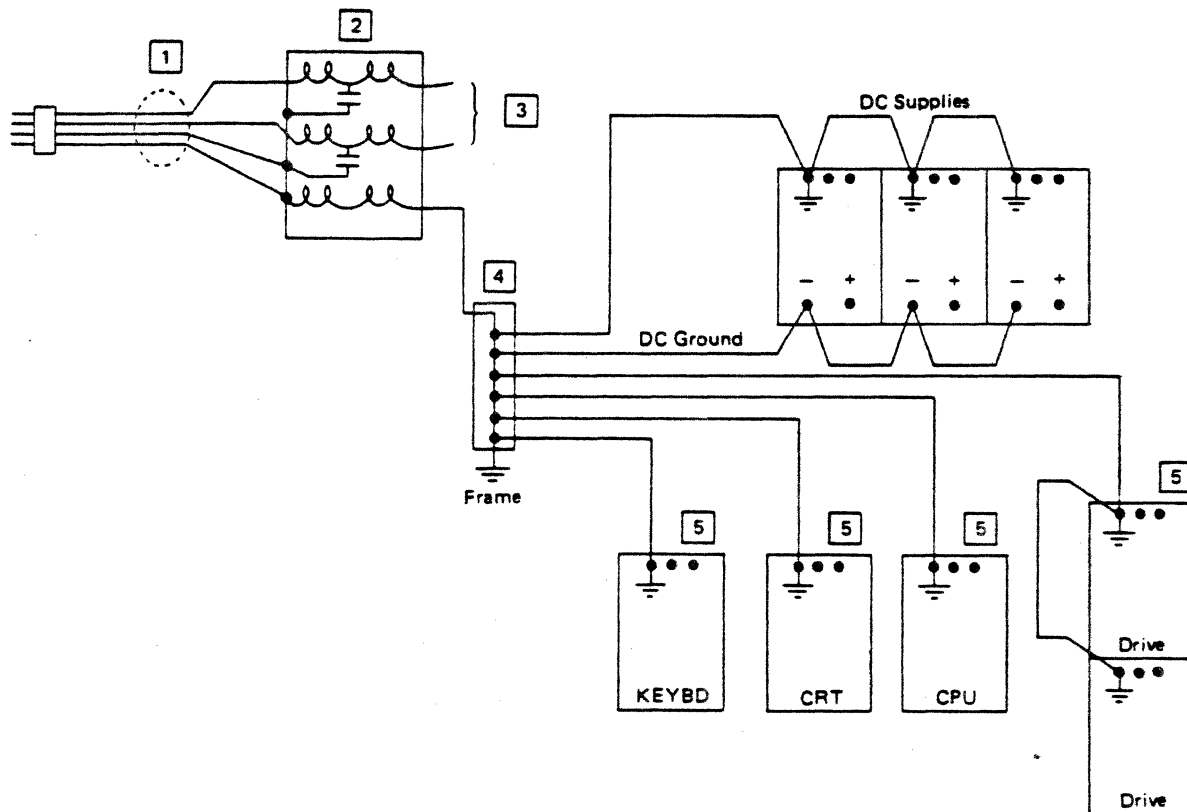 2
1
3
DC Supplies
− + − + − +
4
DC Ground
Frame
5
5 5 5
Drive
KEYBD CRT CPU
Drive